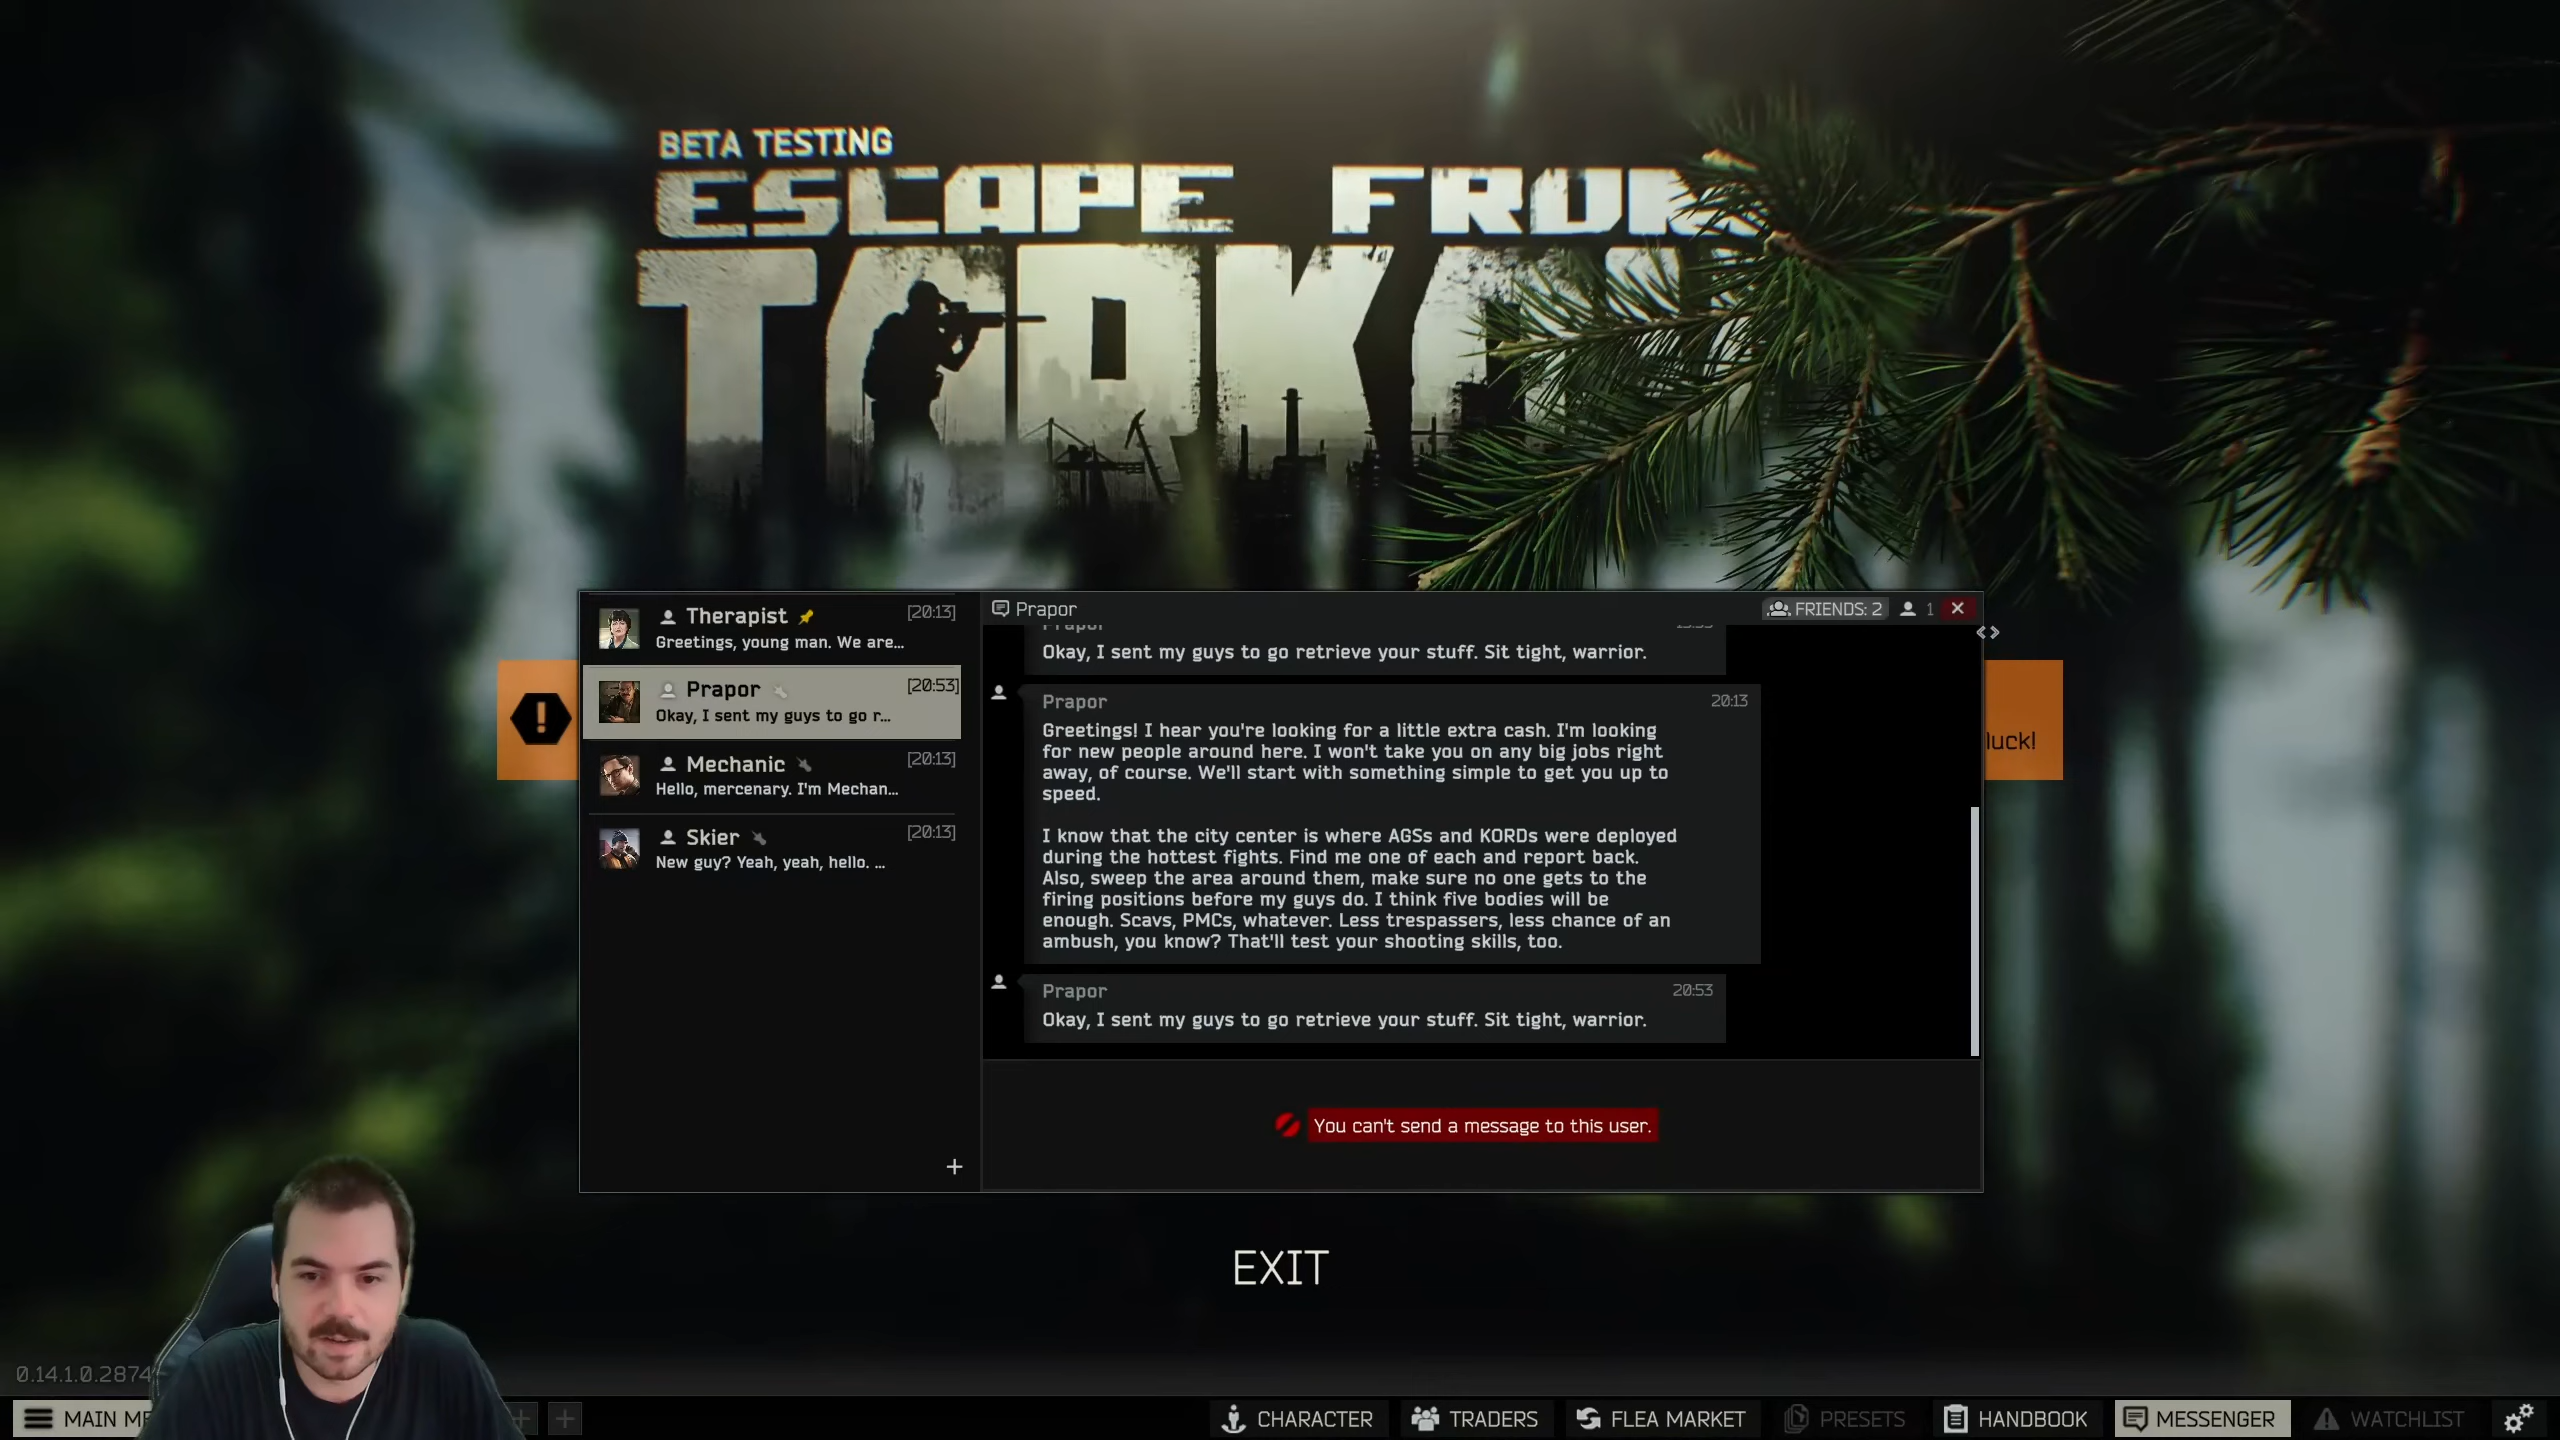 BETA TESTING
ESCAPE FROM
TARKOV
Therapist
[20:13]
Greetings, young man. We are...
Prapor
[20:53]
Okay, I sent my guys to go r...
Mechanic
[20:13]
Hello, mercenary. I'm Mechan...
Skier
[20:13]
New guy? Yeah, yeah, hello. ...
+
Prapor
FRIENDS: 2
1
Prapor
Okay, I sent my guys to go retrieve your stuff. Sit tight, warrior.
Prapor
20:13
Greetings! I hear you're looking for a little extra cash. I'm looking
for new people around here. I won't take you on any big jobs right
away, of course. We'll start with something simple to get you up to
speed.
I know that the city center is where AGSs and KORDs were deployed
during the hottest fights. Find me one of each and report back.
Also, sweep the area around them, make sure no one gets to the
firing positions before my guys do. I think five bodies will be
enough. Scavs, PMCs, whatever. Less trespassers, less chance of an
ambush, you know? That'll test your shooting skills, too.
Prapor
20:53
Okay, I sent my guys to go retrieve your stuff. Sit tight, warrior.
You can't send a message to this user.
luck!
EXIT
0.14.1.0.2874
MAIN ME
CHARACTER
TRADERS
FLEA MARKET
PRESETS
HANDBOOK
MESSENGER
WATCHLIST